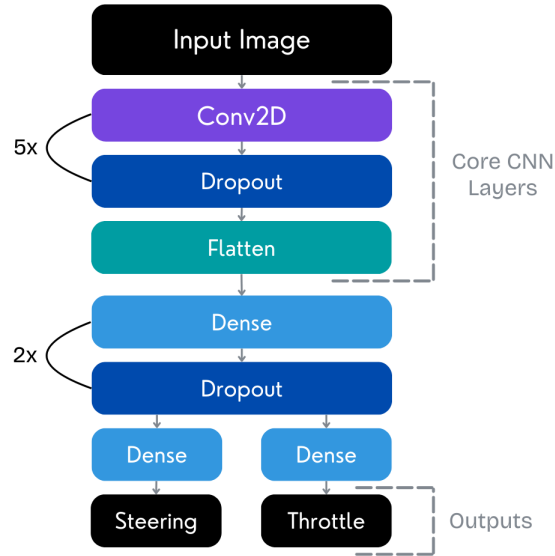 Input Image
Conv2D
5x
Dropout
Core CNN
Layers
Flatten
Dense
2x
Dropout
Dense
Dense
Steering
Throttle
Outputs